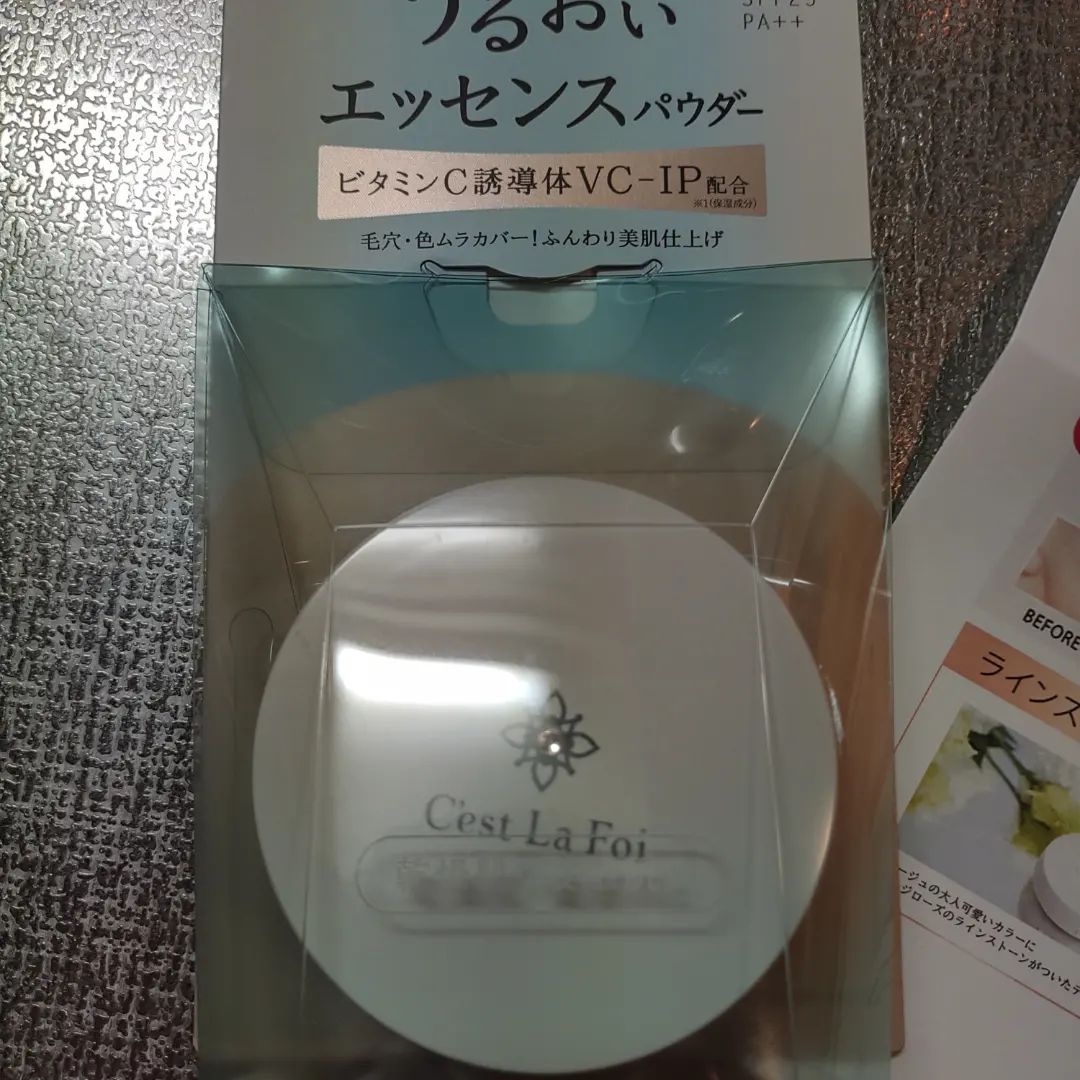 うるおい
SPF25
PA++
エッセンスパウダー
ビタミンC誘導体VC-IP配合
※1(保湿成分)
毛穴・色ムラカバー!ふんわり美肌仕上げ
C'est La Foi
BEFORE
ラインス
ージュの大人可愛いカラーに
ジローズのラインストーンがついたデ